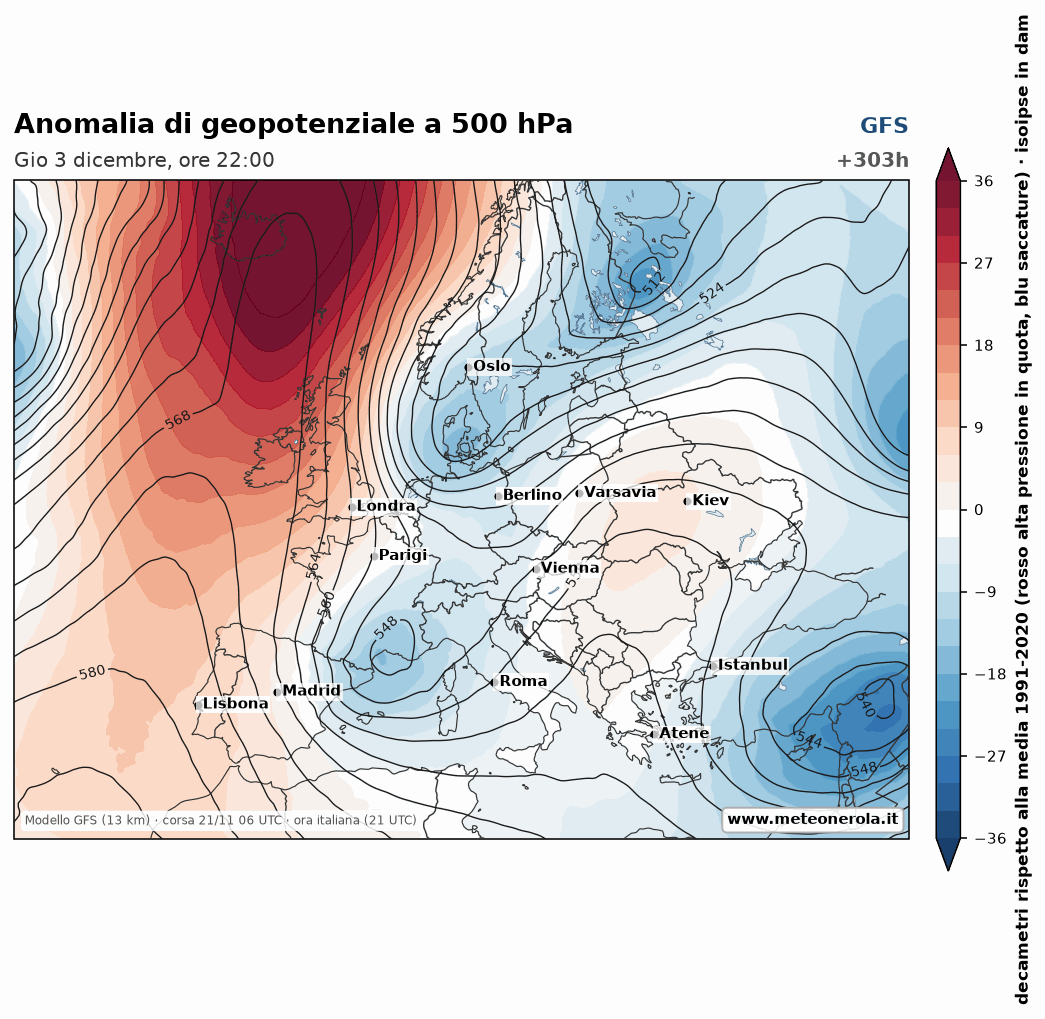 Anomalia di geopotenziale a 500 hPa
GFS
Gio 3 dicembre, ore 22:00
+303h
512
524
568
Oslo
Berlino
Varsavia
Kiev
Londra
Parigi
Vienna
564
580
548
580
Istanbul
Roma
Madrid
Lisbona
Atene
540
544
548
Modello GFS (13 km) · corsa 21/11 06 UTC · ora italiana (21 UTC)
www.meteonerola.it
36
27
18
9
0
−9
−18
−27
−36
decametri rispetto alla media 1991-2020 (rosso alta pressione in quota, blu saccature) · isoipse in dam